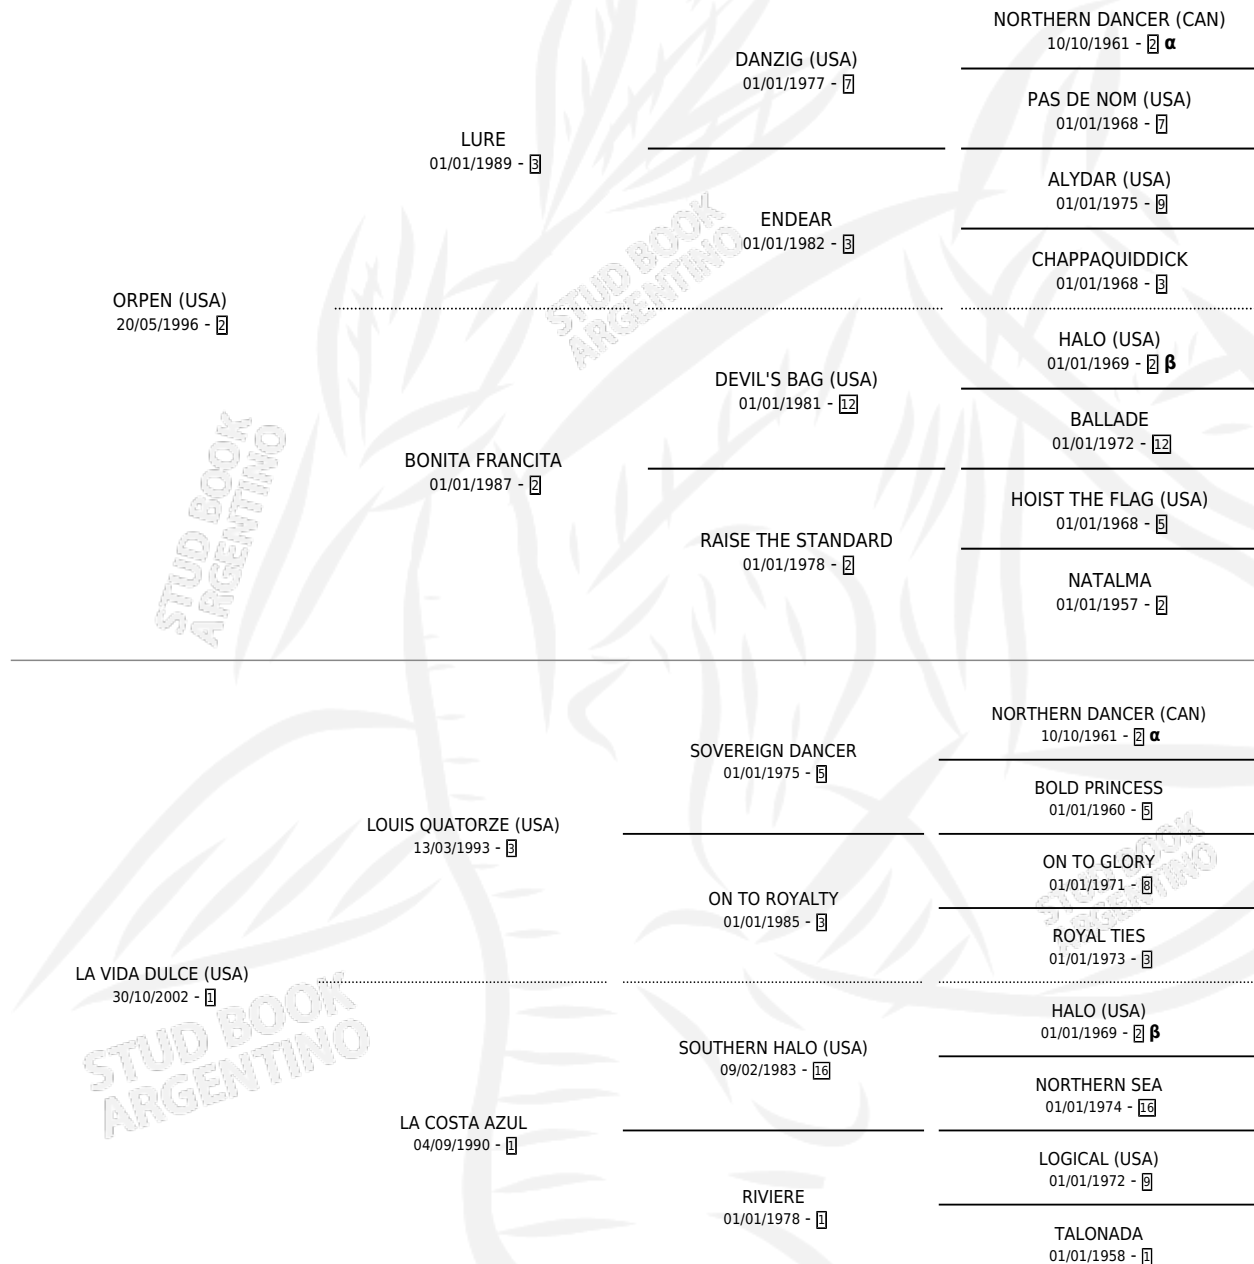 NORTHERN DANCER (CAN)
10/10/1961 - 2 α
DANZIG (USA)
01/01/1977 - 7
PAS DE NOM (USA)
01/01/1968 - 7
LURE
01/01/1989 - 3
ALYDAR (USA)
01/01/1975 - 9
ENDEAR
01/01/1982 - 3
CHAPPAQUIDDICK
01/01/1968 - 3
ORPEN (USA)
20/05/1996 - 2
HALO (USA)
01/01/1969 - 2 β
DEVIL'S BAG (USA)
01/01/1981 - 12
BALLADE
01/01/1972 - 12
BONITA FRANCITA
01/01/1987 - 2
HOIST THE FLAG (USA)
01/01/1968 - 5
RAISE THE STANDARD
01/01/1978 - 2
NATALMA
01/01/1957 - 2
NORTHERN DANCER (CAN)
10/10/1961 - 2 α
SOVEREIGN DANCER
01/01/1975 - 5
BOLD PRINCESS
01/01/1960 - 5
LOUIS QUATORZE (USA)
13/03/1993 - 3
ON TO GLORY
01/01/1971 - 8
ON TO ROYALTY
01/01/1985 - 3
ROYAL TIES
01/01/1973 - 3
LA VIDA DULCE (USA)
30/10/2002 - 1
HALO (USA)
01/01/1969 - 2 β
SOUTHERN HALO (USA)
09/02/1983 - 16
NORTHERN SEA
01/01/1974 - 16
LA COSTA AZUL
04/09/1990 - 1
LOGICAL (USA)
01/01/1972 - 9
RIVIERE
01/01/1978 - 1
TALONADA
01/01/1958 - 1
STUD BOOK
ARGENTINO
STUD BOOK
ARGENTINO
STUD BOOK
ARGENTINO
STUD BOOK
ARGENTINO